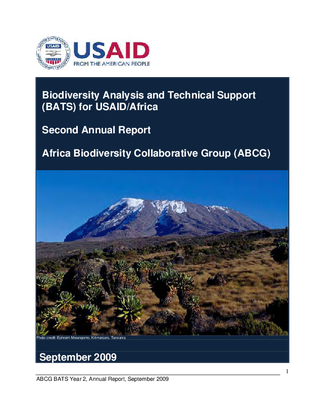 USAID
FROM THE AMERICAN PEOPLE
Biodiversity Analysis and Technical Support
(BATS) for USAID/Africa
Second Annual Report
Africa Biodiversity Collaborative Group (ABCG)
Photo credit: Ephraim Mwangomo, Kilimanjaro, Tanzania
September 2009
1
ABCG BATS Year 2, Annual Report, September 2009